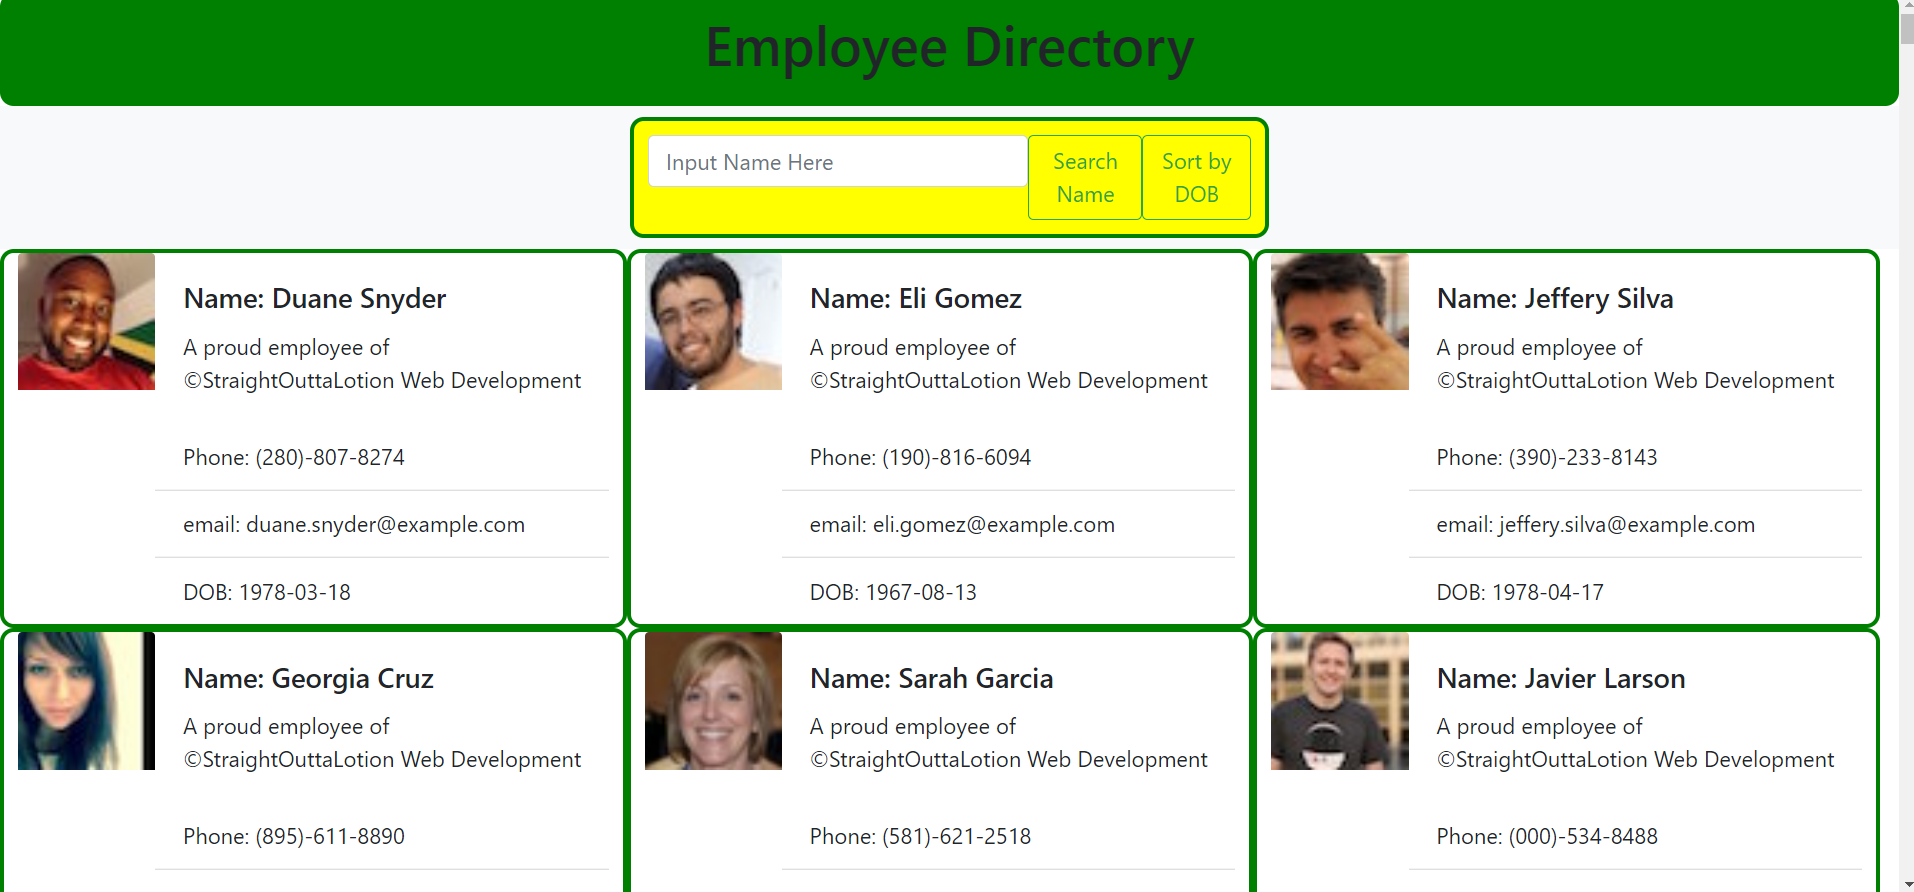 Employee Directory
Input Name Here
Search
Name
Sort by
DOB
Name: Duane Snyder
A proud employee of
©StraightOuttaLotion Web Development
Phone: (280)-807-8274
email: duane.snyder@example.com
DOB: 1978-03-18
Name: Eli Gomez
A proud employee of
©StraightOuttaLotion Web Development
Phone: (190)-816-6094
email: eli.gomez@example.com
DOB: 1967-08-13
Name: Jeffery Silva
A proud employee of
©StraightOuttaLotion Web Development
Phone: (390)-233-8143
email: jeffery.silva@example.com
DOB: 1978-04-17
Name: Georgia Cruz
A proud employee of
©StraightOuttaLotion Web Development
Phone: (895)-611-8890
Name: Sarah Garcia
A proud employee of
©StraightOuttaLotion Web Development
Phone: (581)-621-2518
Name: Javier Larson
A proud employee of
©StraightOuttaLotion Web Development
Phone: (000)-534-8488